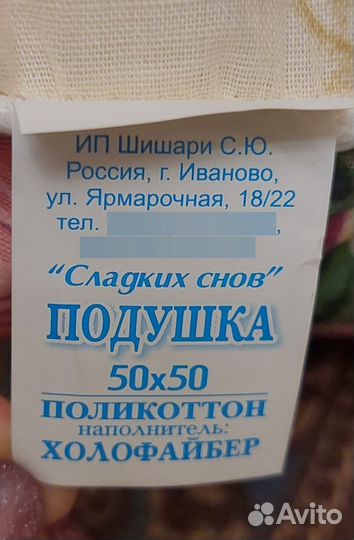 ИП Шишари С.Ю.
Россия, г. Иваново,
ул. Ярмарочная, 18/22
тел.
"Сладких снов"
ПОДУШКА
50х50
ПОЛИКОТТОН
наполнитель:
ХОЛОФАЙБЕР
Avito